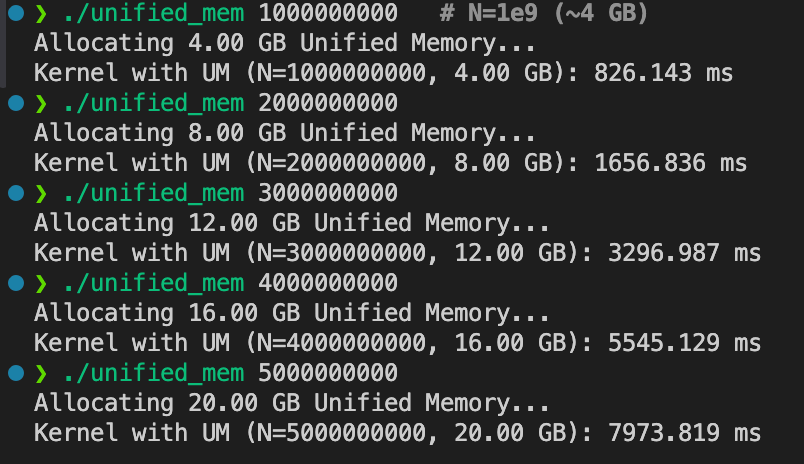 ❯ ./unified_mem 1000000000   # N=1e9 (~4 GB)
Allocating 4.00 GB Unified Memory...
Kernel with UM (N=1000000000, 4.00 GB): 826.143 ms
❯ ./unified_mem 2000000000
Allocating 8.00 GB Unified Memory...
Kernel with UM (N=2000000000, 8.00 GB): 1656.836 ms
❯ ./unified_mem 3000000000
Allocating 12.00 GB Unified Memory...
Kernel with UM (N=3000000000, 12.00 GB): 3296.987 ms
❯ ./unified_mem 4000000000
Allocating 16.00 GB Unified Memory...
Kernel with UM (N=4000000000, 16.00 GB): 5545.129 ms
❯ ./unified_mem 5000000000
Allocating 20.00 GB Unified Memory...
Kernel with UM (N=5000000000, 20.00 GB): 7973.819 ms